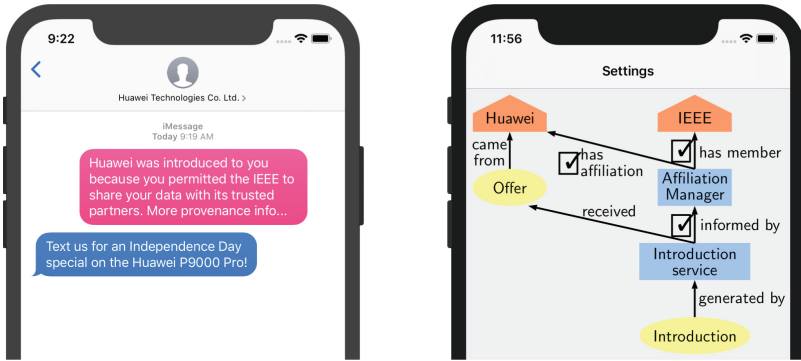 9:22
Huawei Technologies Co. Ltd. >
iMessage
Today 9:19 AM
Huawei was introduced to you
because you permitted the IEEE to
share your data with its trusted
partners. More provenance info...
Text us for an Independence Day
special on the Huawei P9000 Pro!
11:56
Settings
Huawei
IEEE
came
from
has
affiliation
has member
Offer
Affiliation
Manager
received
informed by
Introduction
service
generated by
Introduction